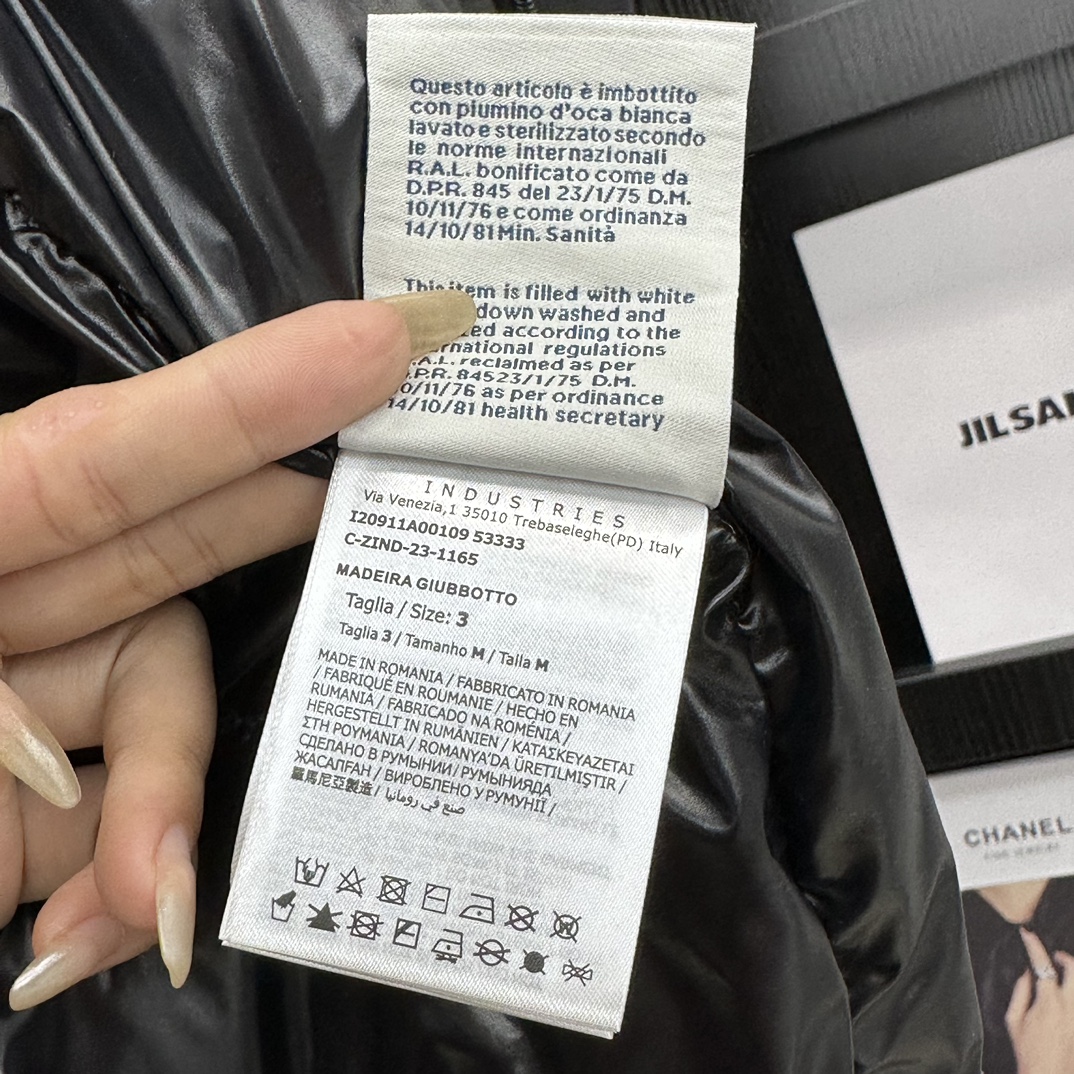 Questo articolo è imbottito
con piumino d'oca bianca
lavato e sterilizzato secondo
le norme internazionali
R.A.L. bonificato come da
D.P.R. 845 del 23/1/75 D.M.
10/11/76 e come ordinanza
14/10/81 Min. Sanità
This item is filled with white
down washed and
according to the
regulations
reclaimed as per
84523/1/75 D.M.
as per ordinance
14/10/81 health secretary
INDUSTRIES
Via Venezia,1 35010 Trebaseleghe(PD) Italy
I20911A00109 53333
C-ZIND-23-1165
MADEIRA GIUBBOTTO
Taglia / Size: 3
Taglia 3 / Tamanho M / Talla M
MADE IN ROMANIA / FABBRICATO IN ROMANIA
/ FABRIQUÉ EN ROUMANIE / HECHO EN
RUMANIA / FABRICADO NA ROMÉNIA /
HERGESTELLT IN RUMÄNIEN / ΚΑΤΑΣΚΕΥΑΖΕΤΑΙ
ΣΤΗ ΡΟΥΜΑΝΙΑ / ROMANYA'DA ÜRETILMIŞTIR /
СДЕЛАНО В РУМЫНИИ / РУМЫНИЯДА
ЖАСАЛҒАН / ВИРОБЛЕНО У РУМУНІЇ /
羅馬尼亞製造 / صنع في رومانيا
CHANEL